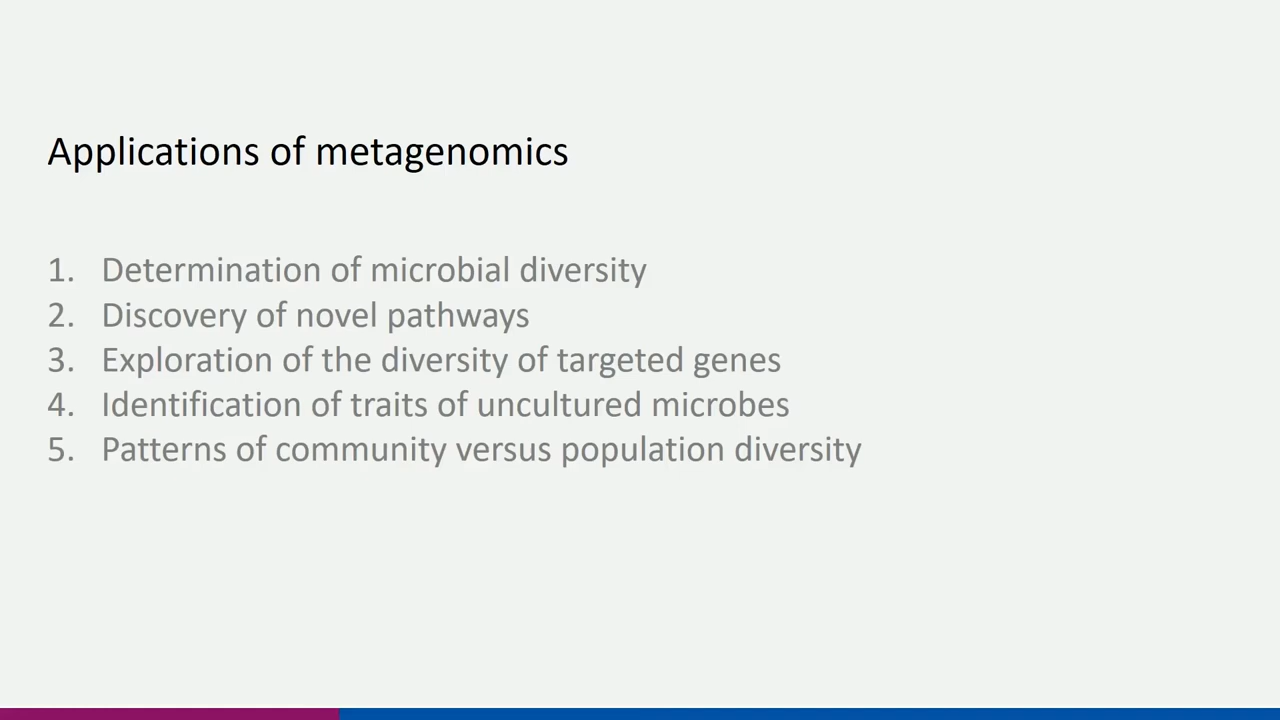 Applications of metagenomics
1. Determination of microbial diversity
2. Discovery of novel pathways
3. Exploration of the diversity of targeted genes
4. Identification of traits of uncultured microbes
5. Patterns of community versus population diversity